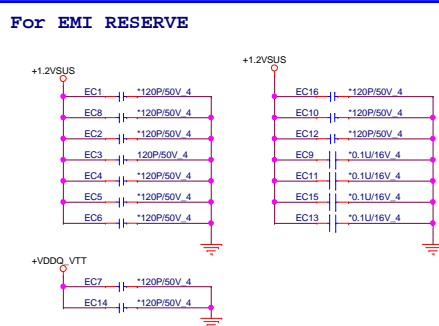 For EMI RESERVE
+1.2VSUS
EC1 *120P/50V_4
EC8 *120P/50V_4
EC2 *120P/50V_4
EC3 120P/50V_4
EC4 *120P/50V_4
EC5 *120P/50V_4
EC6 *120P/50V_4
+1.2VSUS
EC16 *120P/50V_4
EC10 *120P/50V_4
EC12 *120P/50V_4
EC9 *0.1U/16V_4
EC11 *0.1U/16V_4
EC15 *0.1U/16V_4
EC13 *0.1U/16V_4
+VDDQ_VTT
EC7 *120P/50V_4
EC14 *120P/50V_4